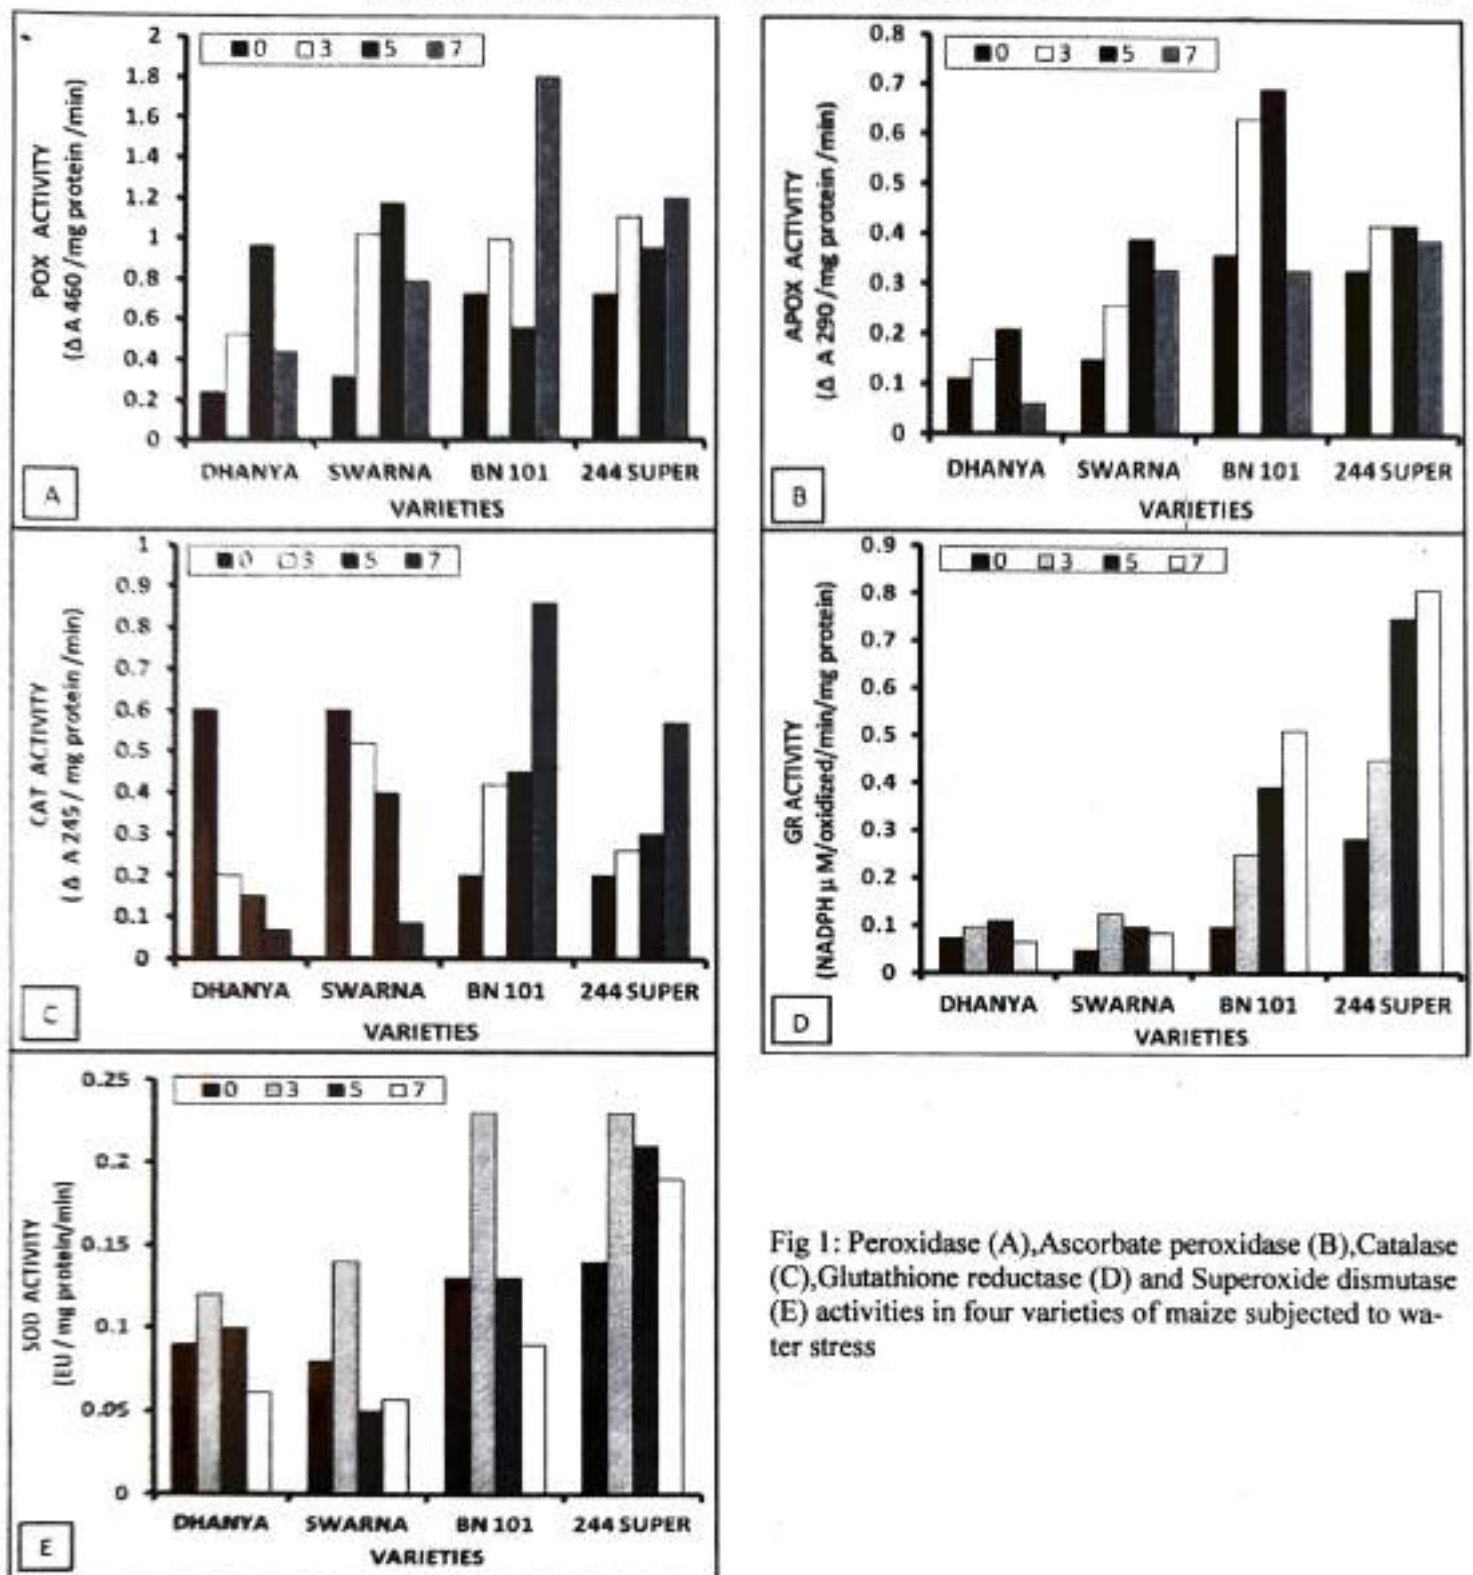 2
1.8
1.6
1.4
1.2
1
0.8
0.6
0.4
0.2
0
0 3 5 7
POX ACTIVITY
(Δ A 460 /mg protein /min)
DHANYA SWARNA BN 101 244 SUPER
VARIETIES
A
0.8
0.7
0.6
0.5
0.4
0.3
0.2
0.1
0
0 3 5 7
APOX ACTIVITY
(Δ A 290 /mg protein /min)
DHANYA SWARNA BN 101 244 SUPER
VARIETIES
B
1
0.9
0.8
0.7
0.6
0.5
0.4
0.3
0.2
0.1
0
0 3 5 7
CAT ACTIVITY
(Δ A 245 / mg protein /min)
DHANYA SWARNA BN 101 244 SUPER
VARIETIES
C
0.9
0.8
0.7
0.6
0.5
0.4
0.3
0.2
0.1
0
0 3 5 7
GR ACTIVITY
(NADPH μ M/oxidized/min/mg protein)
DHANYA SWARNA BN 101 244 SUPER
VARIETIES
D
0.25
0.2
0.15
0.1
0.05
0
0 3 5 7
SOD ACTIVITY
(EU / mg protein/min)
DHANYA SWARNA BN 101 244 SUPER
VARIETIES
E
Fig 1: Peroxidase (A),Ascorbate peroxidase (B),Catalase
(C),Glutathione reductase (D) and Superoxide dismutase
(E) activities in four varieties of maize subjected to wa-
ter stress